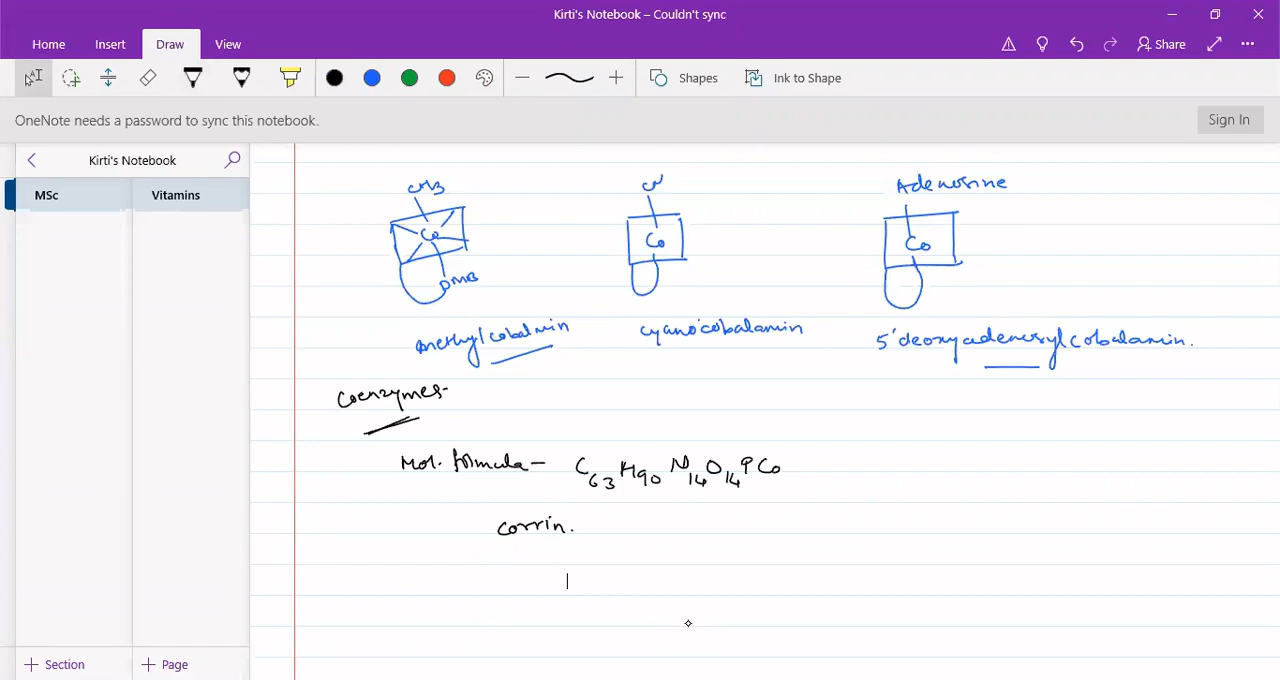 Kirti's Notebook – Couldn't sync
Home Insert Draw View Share
Shapes Ink to Shape
OneNote needs a password to sync this notebook. Sign In
Kirti's Notebook
MSc Vitamins
CH3 CN Adenosine
Co Co Co
DMB
methylcobalmin cyanocobalamin 5'deoxyadenosylcobalamin.
Coenzymes-
Mol. formula- C63H90N14O14PCo
corrin.
+ Section + Page